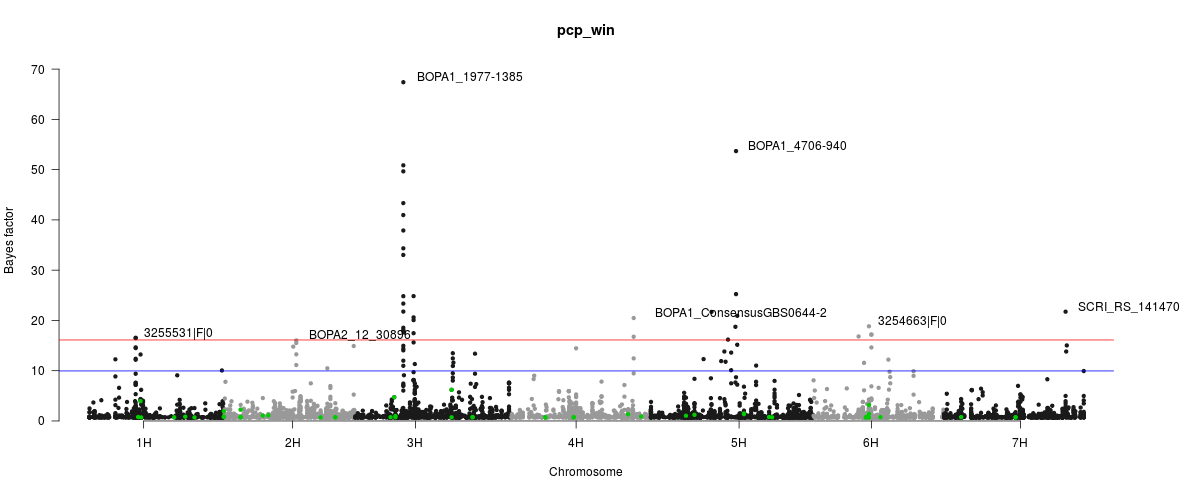 pcp_win
70
60
50
40
30
20
10
0
Bayes factor
BOPA1_1977-1385
BOPA1_4706-940
SCRI_RS_141470
BOPA1_ConsensusGBS0644-2
3254663|F|0
3255531|F|0
BOPA2_12_30896
1H
2H
3H
4H
5H
6H
7H
Chromosome